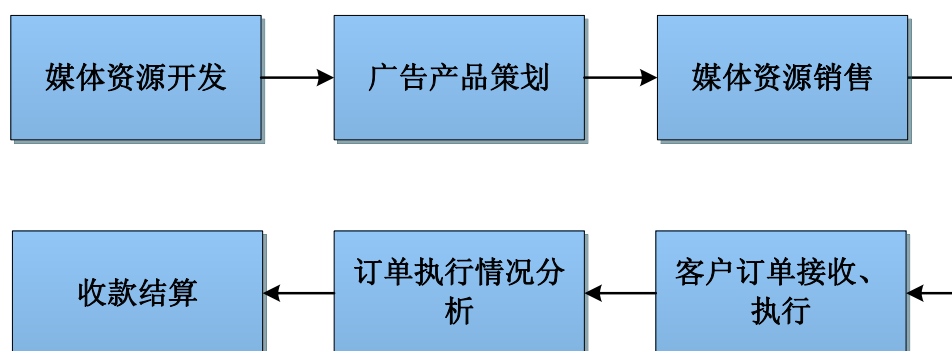 媒体资源开发
广告产品策划
媒体资源销售
客户订单接收、
执行
订单执行情况分
析
收款结算